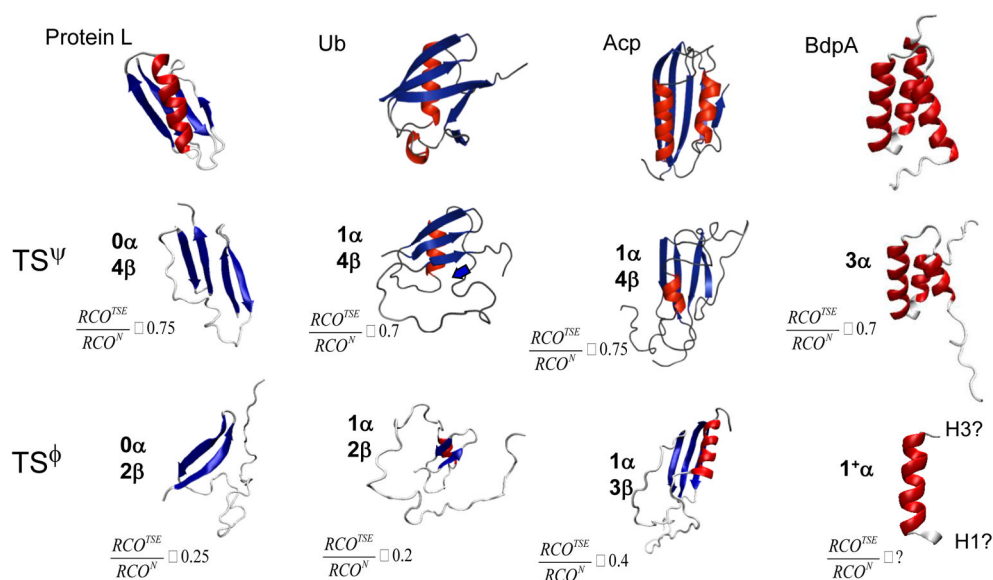 Protein L
Ub
Acp
BdpA
TSᴪ
0α
4β
RCO^TSE / RCO^N □ 0.75
1α
4β
RCO^TSE / RCO^N □ 0.7
1α
4β
RCO^TSE / RCO^N □ 0.75
3α
RCO^TSE / RCO^N □ 0.7
TS^ϕ
0α
2β
RCO^TSE / RCO^N □ 0.25
1α
2β
RCO^TSE / RCO^N □ 0.2
1α
3β
RCO^TSE / RCO^N □ 0.4
H3?
1⁺α
H1?
RCO^TSE / RCO^N □ ?